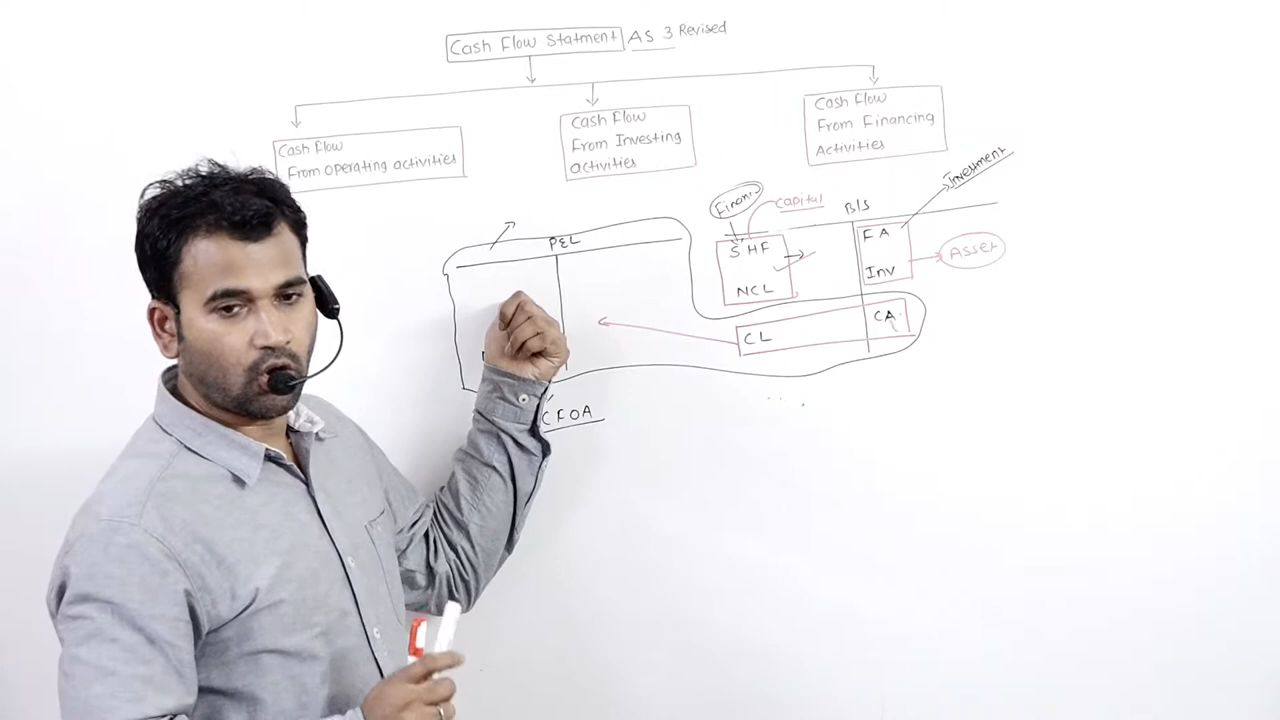 Cash Flow Statment AS 3 Revised
Cash Flow
From operating activities
Cash Flow
From Investing
activities
Cash Flow
From Financing
Activities
Investment
capital
B/S
P&L
SHF
NCL
FA
Inv
Asset
CL
CA
CFOA